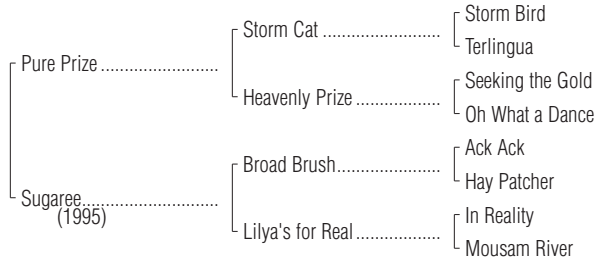 Storm Bird
Storm Cat ..............................
Terlingua
Pure Prize ..............................
Seeking the Gold
Heavenly Prize ......................
Oh What a Dance
Ack Ack
Broad Brush...........................
Hay Patcher
Sugaree...................................
(1995)
In Reality
Lilya's for Real ......................
Mousam River